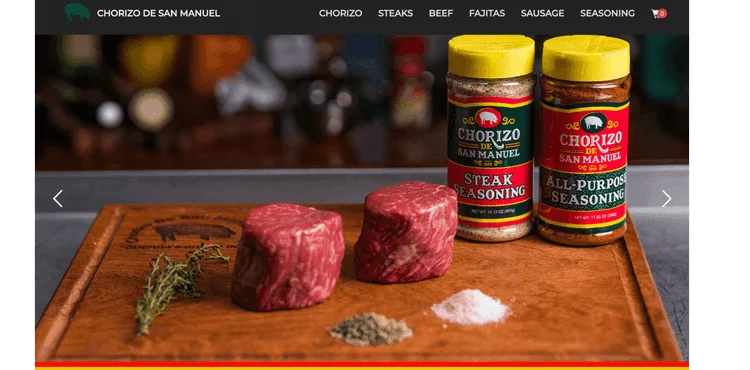 CHORIZO DE SAN MANUEL
CHORIZO STEAKS BEEF FAJITAS SAUSAGE SEASONING 0
CHORIZO
DE
SAN MANUEL
STEAK
SEASONING
CHORIZO
DE
SAN MANUEL
ALL-PURPOSE
SEASONING